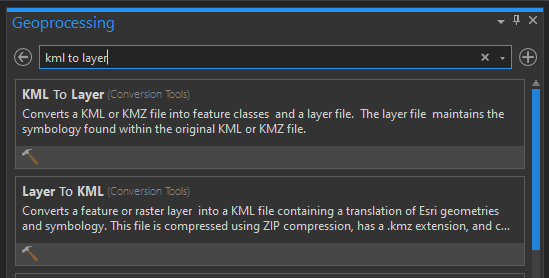 Geoprocessing
kml to layer
KML To Layer (Conversion Tools)
Converts a KML or KMZ file into feature classes and a layer file. The layer file maintains the
symbology found within the original KML or KMZ file.
Layer To KML (Conversion Tools)
Converts a feature or raster layer into a KML file containing a translation of Esri geometries
and symbology. This file is compressed using ZIP compression, has a .kmz extension, and c...